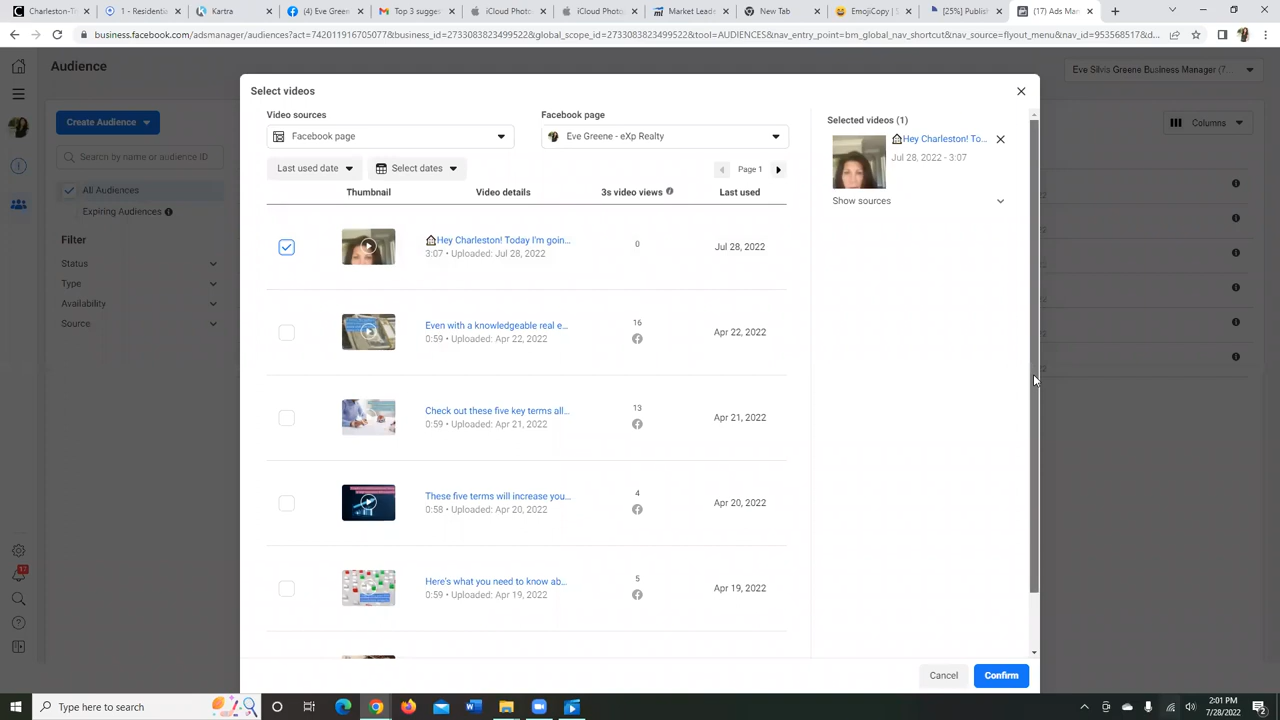 Charleston-Tr
1 - Residenti
Kartra
(4) Eve Green
Top 3 sugges
iCloud Photo
iCloud Photo
Market Leade
New Tab
EmojiCopy |
[25%] Publish
(17) Ads Man
business.facebook.com/adsmanager/audiences?act=742011916705077&business_id=2733083823499522&global_scope_id=2733083823499522&tool=AUDIENCES&nav_entry_point=bm_global_nav_shortcut&nav_source=flyout_menu&nav_id=953568517&d...
Audience
Eve Silvis Greene Business Manager (7...
Create Audience
Columns
Search by name or audience ID
All Audiences
Expiring Audiences
Filter
Status
Type
Availability
Source
17
Select videos
Video sources
Facebook page
Facebook page
Eve Greene - eXp Realty
Last used date
Select dates
Page 1
Thumbnail
Video details
3s video views
Last used
Hey Charleston! Today I'm goin...
3:07 • Uploaded: Jul 28, 2022
0
Jul 28, 2022
Even with a knowledgeable real e...
0:59 • Uploaded: Apr 22, 2022
16
Apr 22, 2022
Check out these five key terms all...
0:59 • Uploaded: Apr 21, 2022
13
Apr 21, 2022
These five terms will increase you...
0:58 • Uploaded: Apr 20, 2022
4
Apr 20, 2022
Here's what you need to know ab...
0:59 • Uploaded: Apr 19, 2022
5
Apr 19, 2022
Selected videos (1)
Hey Charleston! To...
Jul 28, 2022 - 3:07
Show sources
Cancel
Confirm
Type here to search
2:01 PM
7/28/2022